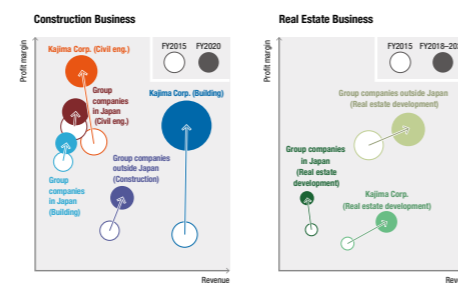 Construction Business
Profit margin
FY2015 FY2020
Kajima Corp. (Civil eng.)
Group
companies
in Japan
(Civil eng.)
Kajima Corp. (Building)
Group companies
outside Japan
(Construction)
Group
companies
in Japan
(Building)
Revenue
Real Estate Business
Profit margin
FY2015 FY2018–20
Group companies outside Japan
(Real estate development)
Group companies
in Japan
(Real estate
development)
Kajima Corp.
(Real estate development)